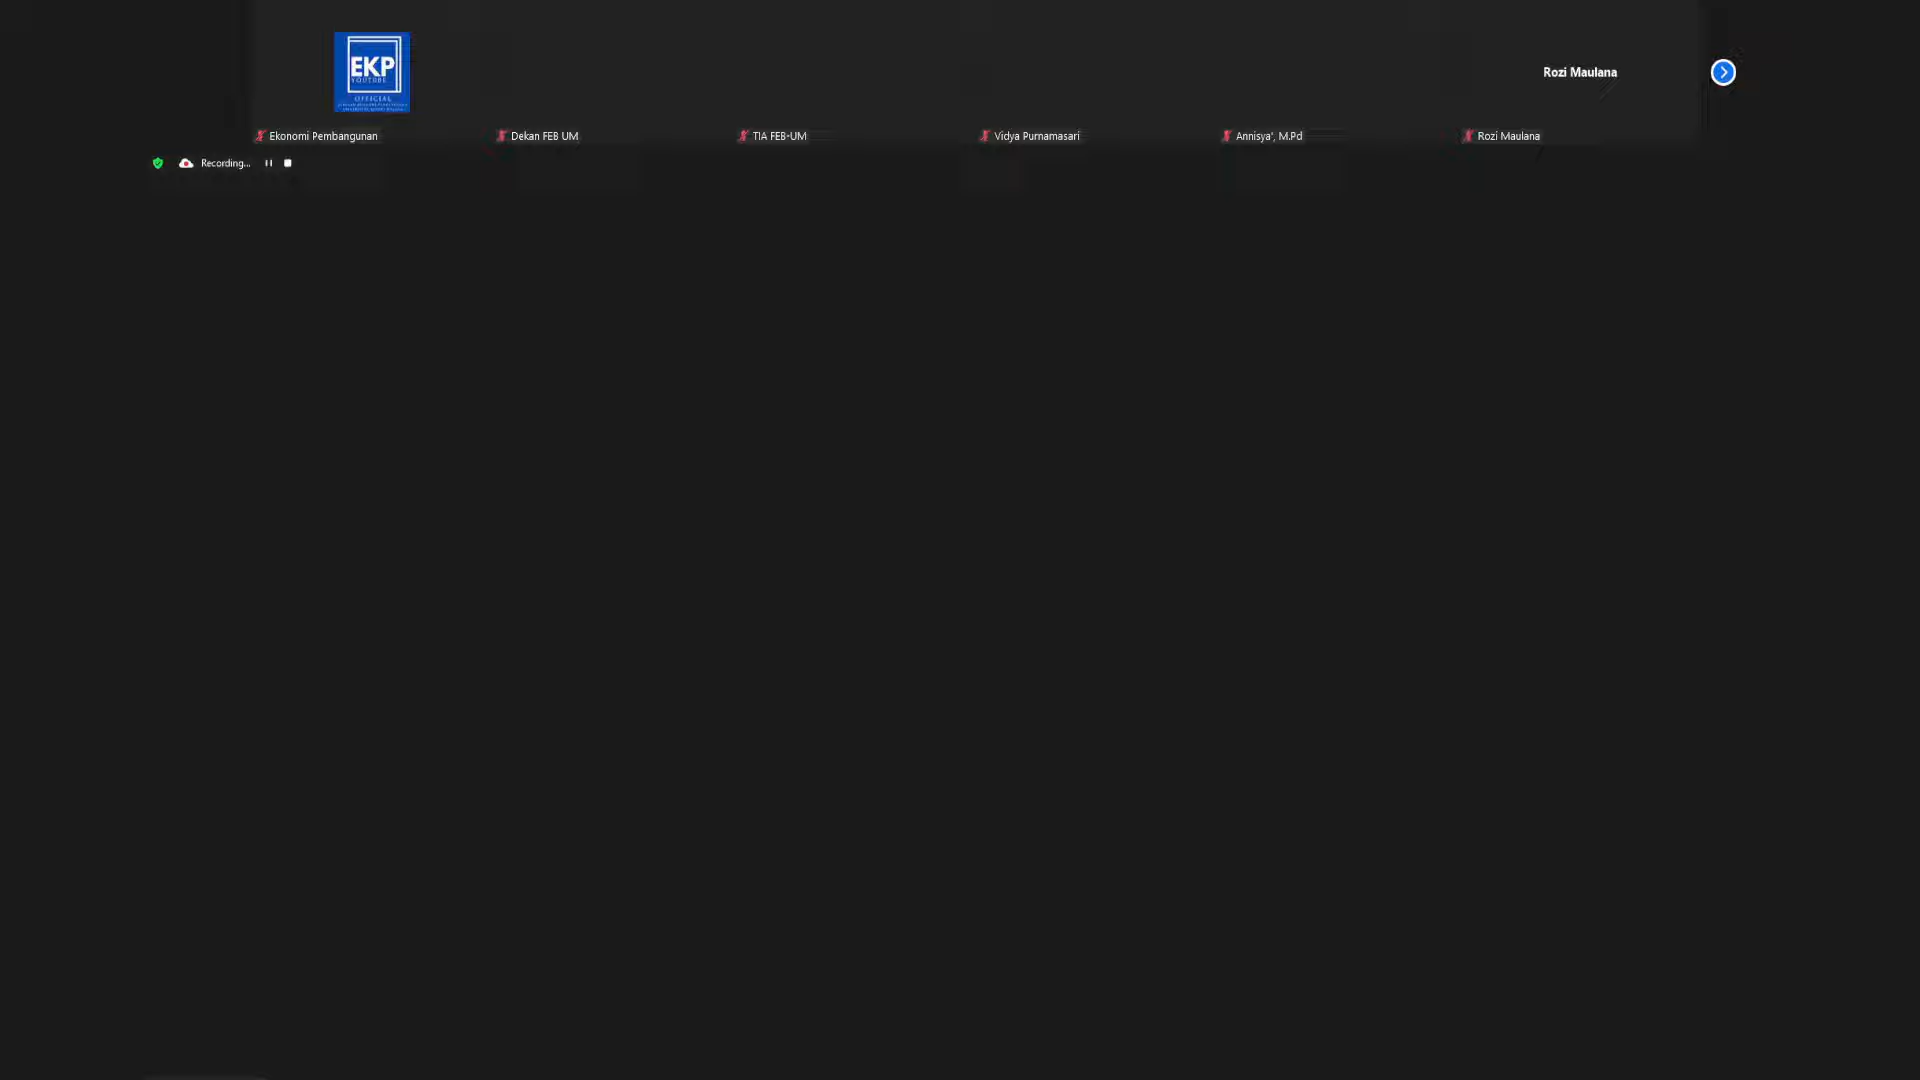 EKP
YOUTUBE
OFFICIAL
Rozi Maulana
Ekonomi Pembangunan
Dekan FEB UM
TIA FEB-UM
Vidya Purnamasari
Annisya', M.Pd
Rozi Maulana
Recording...